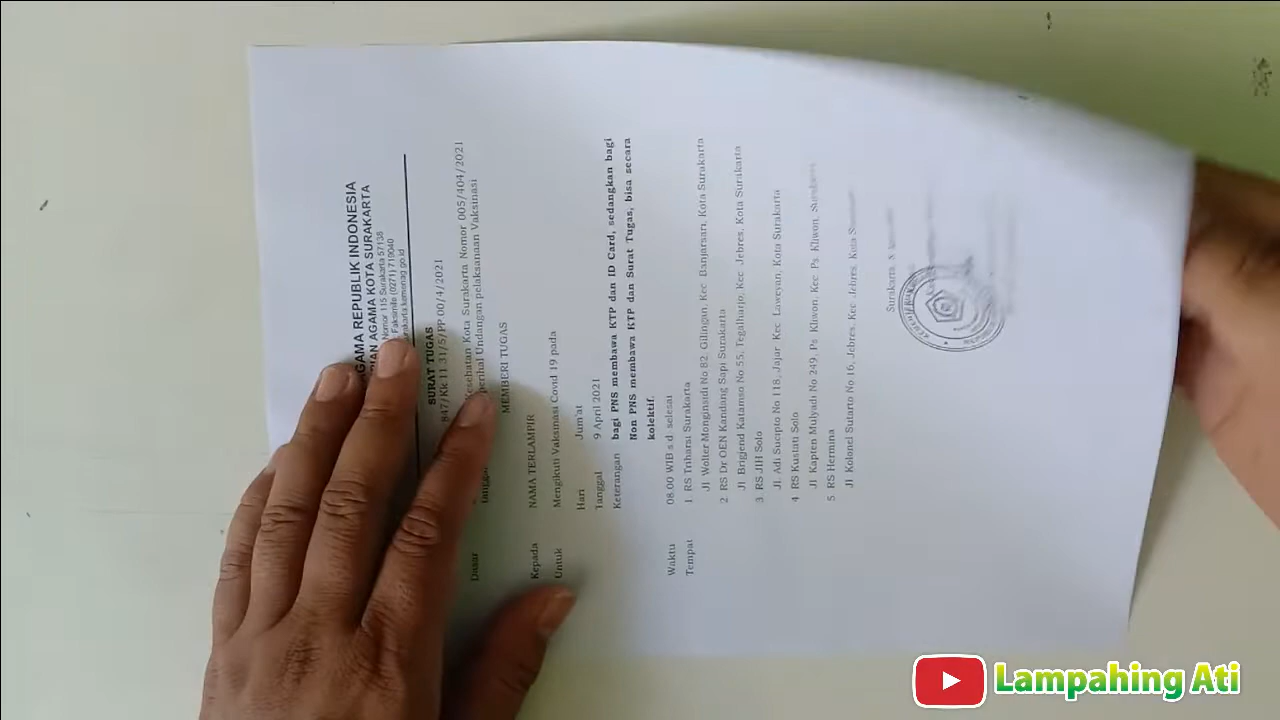 AGAMA REPUBLIK INDONESIA
AGAMA KOTA SURAKARTA
Nomor 115 Surakarta 57136
Faksimile (0271) 719040
SURAT TUGAS
847/Kk.11.31/5/PP.00/4/2021
Dasar
Kesehatan Kota Surakarta Nomor 005/404/2021
tanggal perihal Undangan pelaksanaan Vaksinasi
MEMBERI TUGAS
Kepada NAMA TERLAMPIR
Untuk Mengikuti Vaksinasi Covid 19 pada
Hari Jum'at
Tanggal 9 April 2021
Keterangan bagi PNS membawa KTP dan ID Card, sedangkan bagi
Non PNS membawa KTP dan Surat Tugas, bisa secara
kolektif.
Waktu 08.00 WIB s.d. selesai
Tempat 1. RS Triharsi Surakarta
Jl. Wolter Monginsidi No 82, Gilingan, Kec. Banjarsari, Kota Surakarta
2. RS Dr OEN Kandang Sapi Surakarta
Jl. Brigjend Katamso No.55, Tegalharjo, Kec. Jebres, Kota Surakarta
3. RS JIH Solo
Jl. Adi Sucipto No 118, Jajar Kec Laweyan, Kota Surakarta
4. RS Kustati Solo
Jl. Kapten Mulyadi No 249, Ps. Kliwon, Kec. Ps. Kliwon, Surakarta
5. RS Hermina
Jl. Kolonel Sutarto No 16, Jebres, Kec. Jebres, Kota
Surakarta,
Lampahing Ati